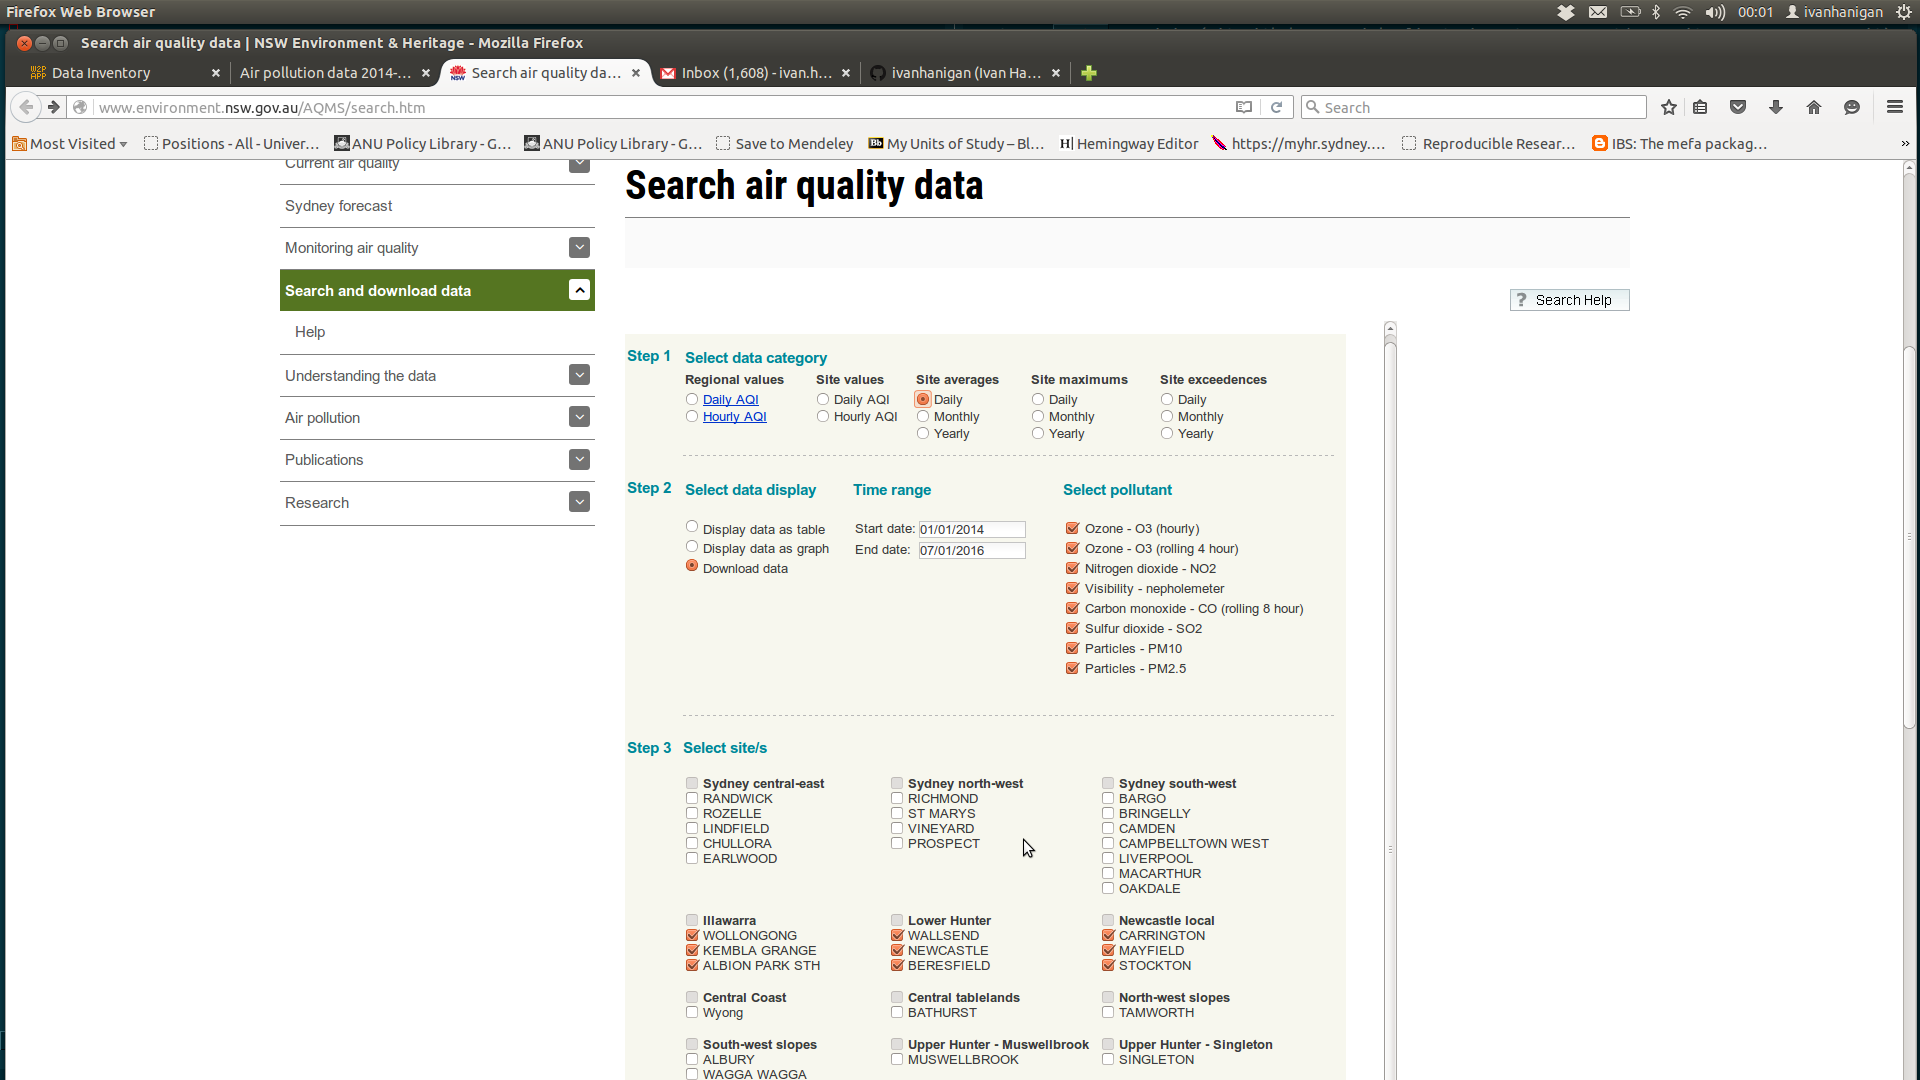 Firefox Web Browser
00:01
ivanhanigan
Search air quality data | NSW Environment & Heritage - Mozilla Firefox
Data Inventory
Air pollution data 2014-...
Search air quality da...
Inbox (1,608) - ivan.h...
ivanhanigan (Ivan Ha...
www.environment.nsw.gov.au/AQMS/search.htm
Search
Most Visited
Positions - All - Univer...
ANU Policy Library - G...
ANU Policy Library - G...
Save to Mendeley
Bb My Units of Study – Bl...
H| Hemingway Editor
https://myhr.sydney....
Reproducible Resear...
IBS: The mefa packag...
»
Current air quality
Sydney forecast
Monitoring air quality
Search and download data
Help
Understanding the data
Air pollution
Publications
Research
Search air quality data
? Search Help
Step 1 Select data category
Regional values Site values Site averages Site maximums Site exceedences
Daily AQI Daily AQI Daily Daily Daily
Hourly AQI Hourly AQI Monthly Monthly Monthly
Yearly Yearly Yearly
Step 2 Select data display Time range Select pollutant
Display data as table Start date: 01/01/2014 Ozone - O3 (hourly)
Display data as graph End date: 07/01/2016 Ozone - O3 (rolling 4 hour)
Download data Nitrogen dioxide - NO2
Visibility - nepholemeter
Carbon monoxide - CO (rolling 8 hour)
Sulfur dioxide - SO2
Particles - PM10
Particles - PM2.5
Step 3 Select site/s
Sydney central-east Sydney north-west Sydney south-west
RANDWICK RICHMOND BARGO
ROZELLE ST MARYS BRINGELLY
LINDFIELD VINEYARD CAMDEN
CHULLORA PROSPECT CAMPBELLTOWN WEST
EARLWOOD LIVERPOOL
MACARTHUR
OAKDALE
Illawarra Lower Hunter Newcastle local
WOLLONGONG WALLSEND CARRINGTON
KEMBLA GRANGE NEWCASTLE MAYFIELD
ALBION PARK STH BERESFIELD STOCKTON
Central Coast Central tablelands North-west slopes
Wyong BATHURST TAMWORTH
South-west slopes Upper Hunter - Muswellbrook Upper Hunter - Singleton
ALBURY MUSWELLBROOK SINGLETON
WAGGA WAGGA